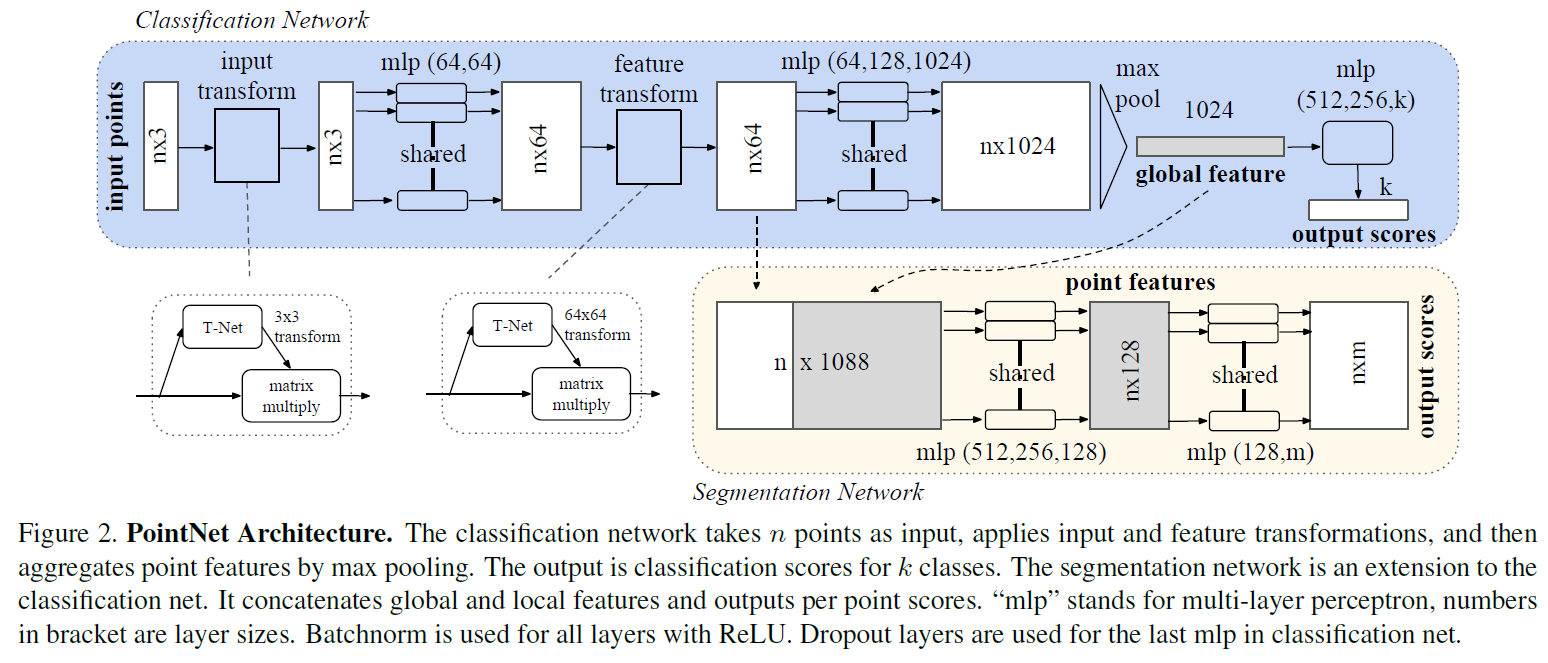 Classification Network
input points
nx3
input
transform
nx3
mlp (64,64)
shared
nx64
feature
transform
nx64
mlp (64,128,1024)
shared
nx1024
max
pool
1024
global feature
mlp
(512,256,k)
k
output scores
T-Net
3x3
transform
matrix
multiply
T-Net
64x64
transform
matrix
multiply
point features
n x 1088
shared
mlp (512,256,128)
nx128
shared
mlp (128,m)
nxm
output scores
Segmentation Network
Figure 2. PointNet Architecture. The classification network takes n points as input, applies input and feature transformations, and then
aggregates point features by max pooling. The output is classification scores for k classes. The segmentation network is an extension to the
classification net. It concatenates global and local features and outputs per point scores. “mlp” stands for multi-layer perceptron, numbers
in bracket are layer sizes. Batchnorm is used for all layers with ReLU. Dropout layers are used for the last mlp in classification net.